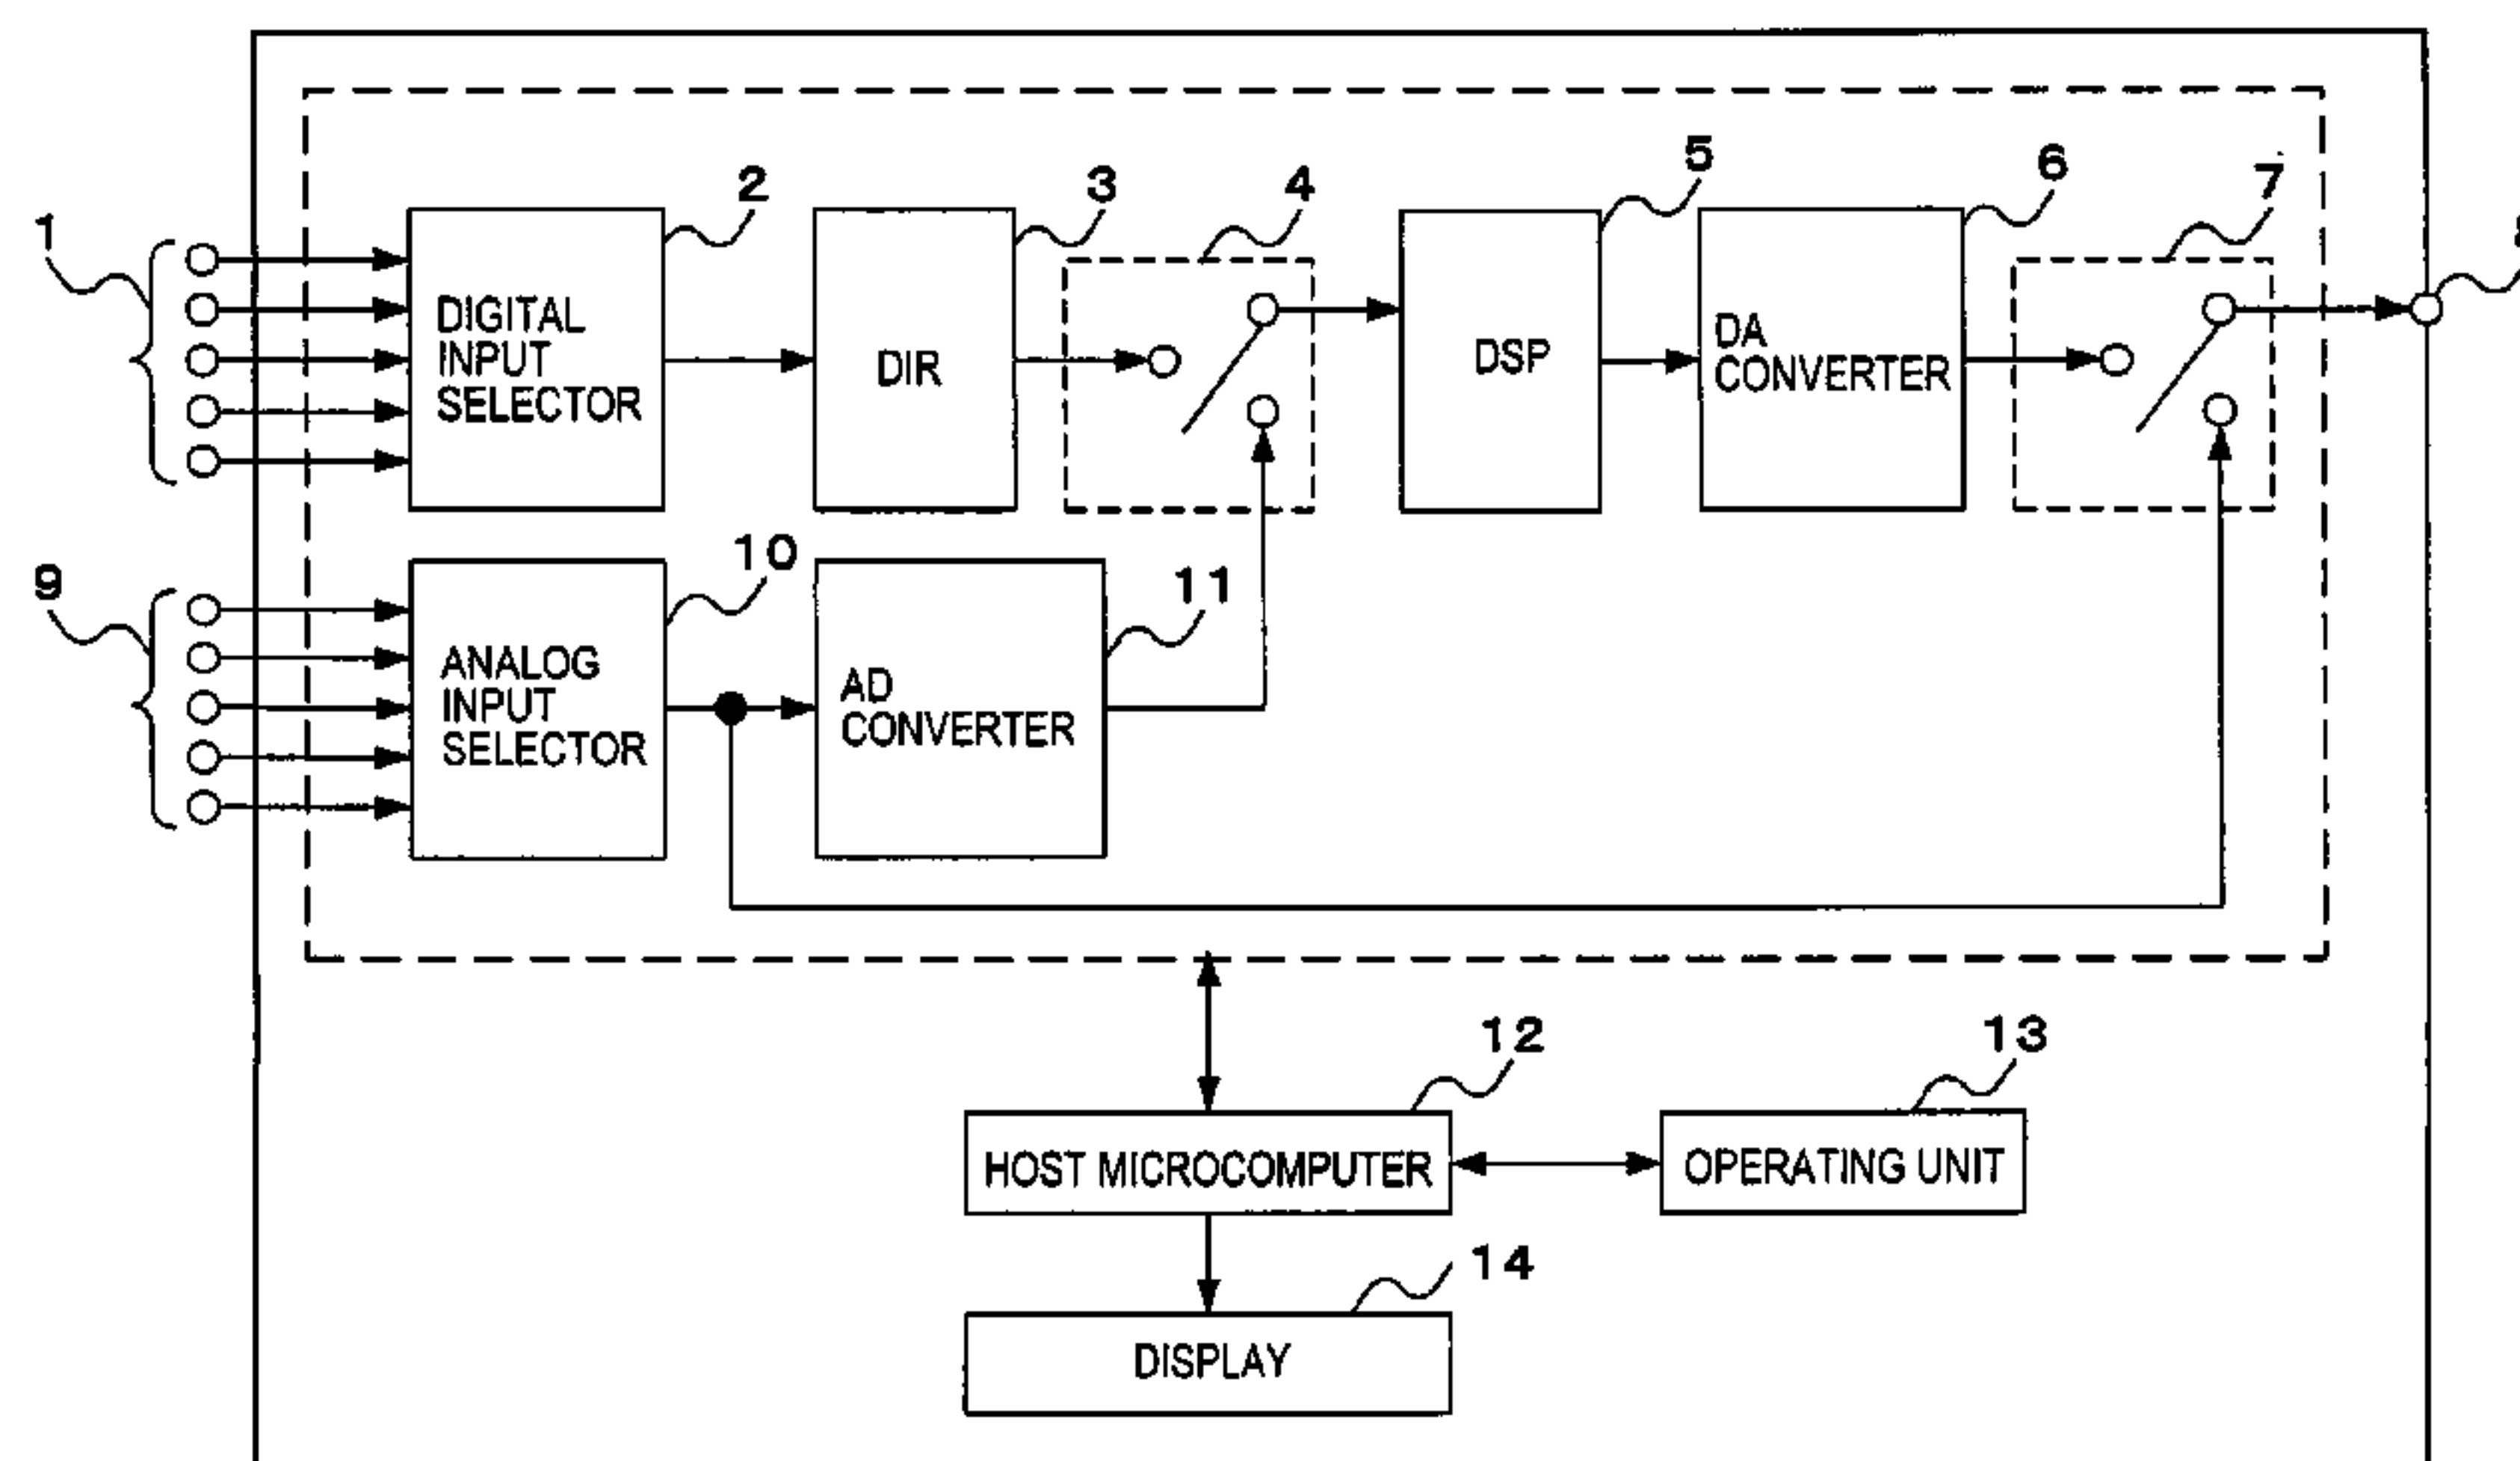 1
2
3
4
5
6
7
DIGITAL
INPUT
SELECTOR
DIR
DSP
DA
CONVERTER
9
10
11
ANALOG
INPUT
SELECTOR
AD
CONVERTER
12
13
HOST MICROCOMPUTER
OPERATING UNIT
14
DISPLAY